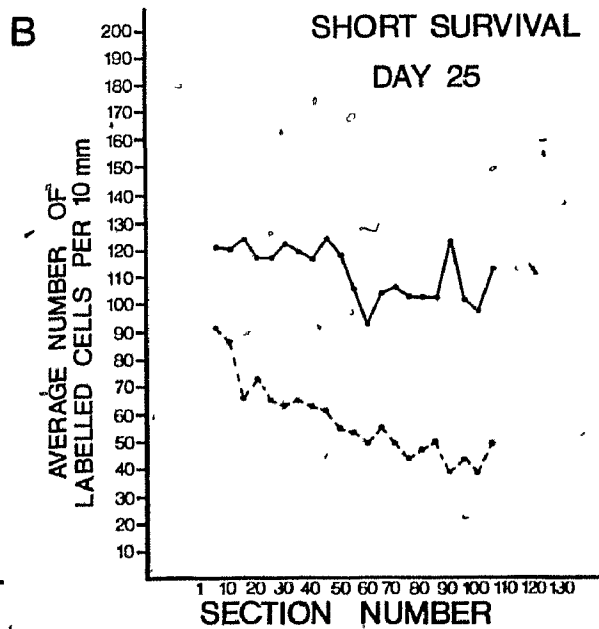 B
SHORT SURVIVAL
DAY 25
AVERAGE NUMBER OF
LABELLED CELLS PER 10 mm
200
190
180
170
160
150
140
130
120
110
100
90
80
70
60
50
40
30
20
10
1 10 20 30 40 50 60 70 80 90 100 110 120 130
SECTION NUMBER